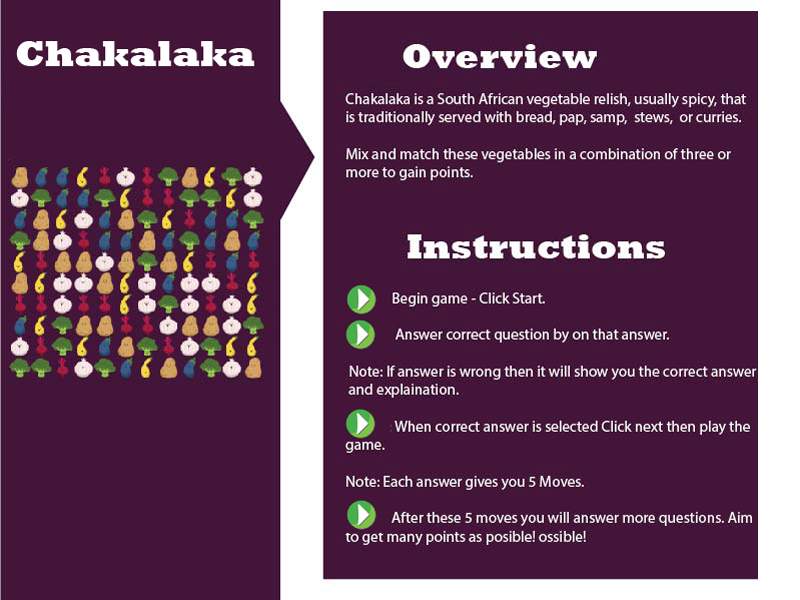 Chakalaka
Overview
Chakalaka is a South African vegetable relish, usually spicy, that
is traditionally served with bread, pap, samp, stews, or curries.
Mix and match these vegetables in a combination of three or
more to gain points.
Instructions
Begin game - Click Start.
Answer correct question by on that answer.
Note: If answer is wrong then it will show you the correct answer
and explaination.
When correct answer is selected Click next then play the
game.
Note: Each answer gives you 5 Moves.
After these 5 moves you will answer more questions. Aim
to get many points as posible! ossible!